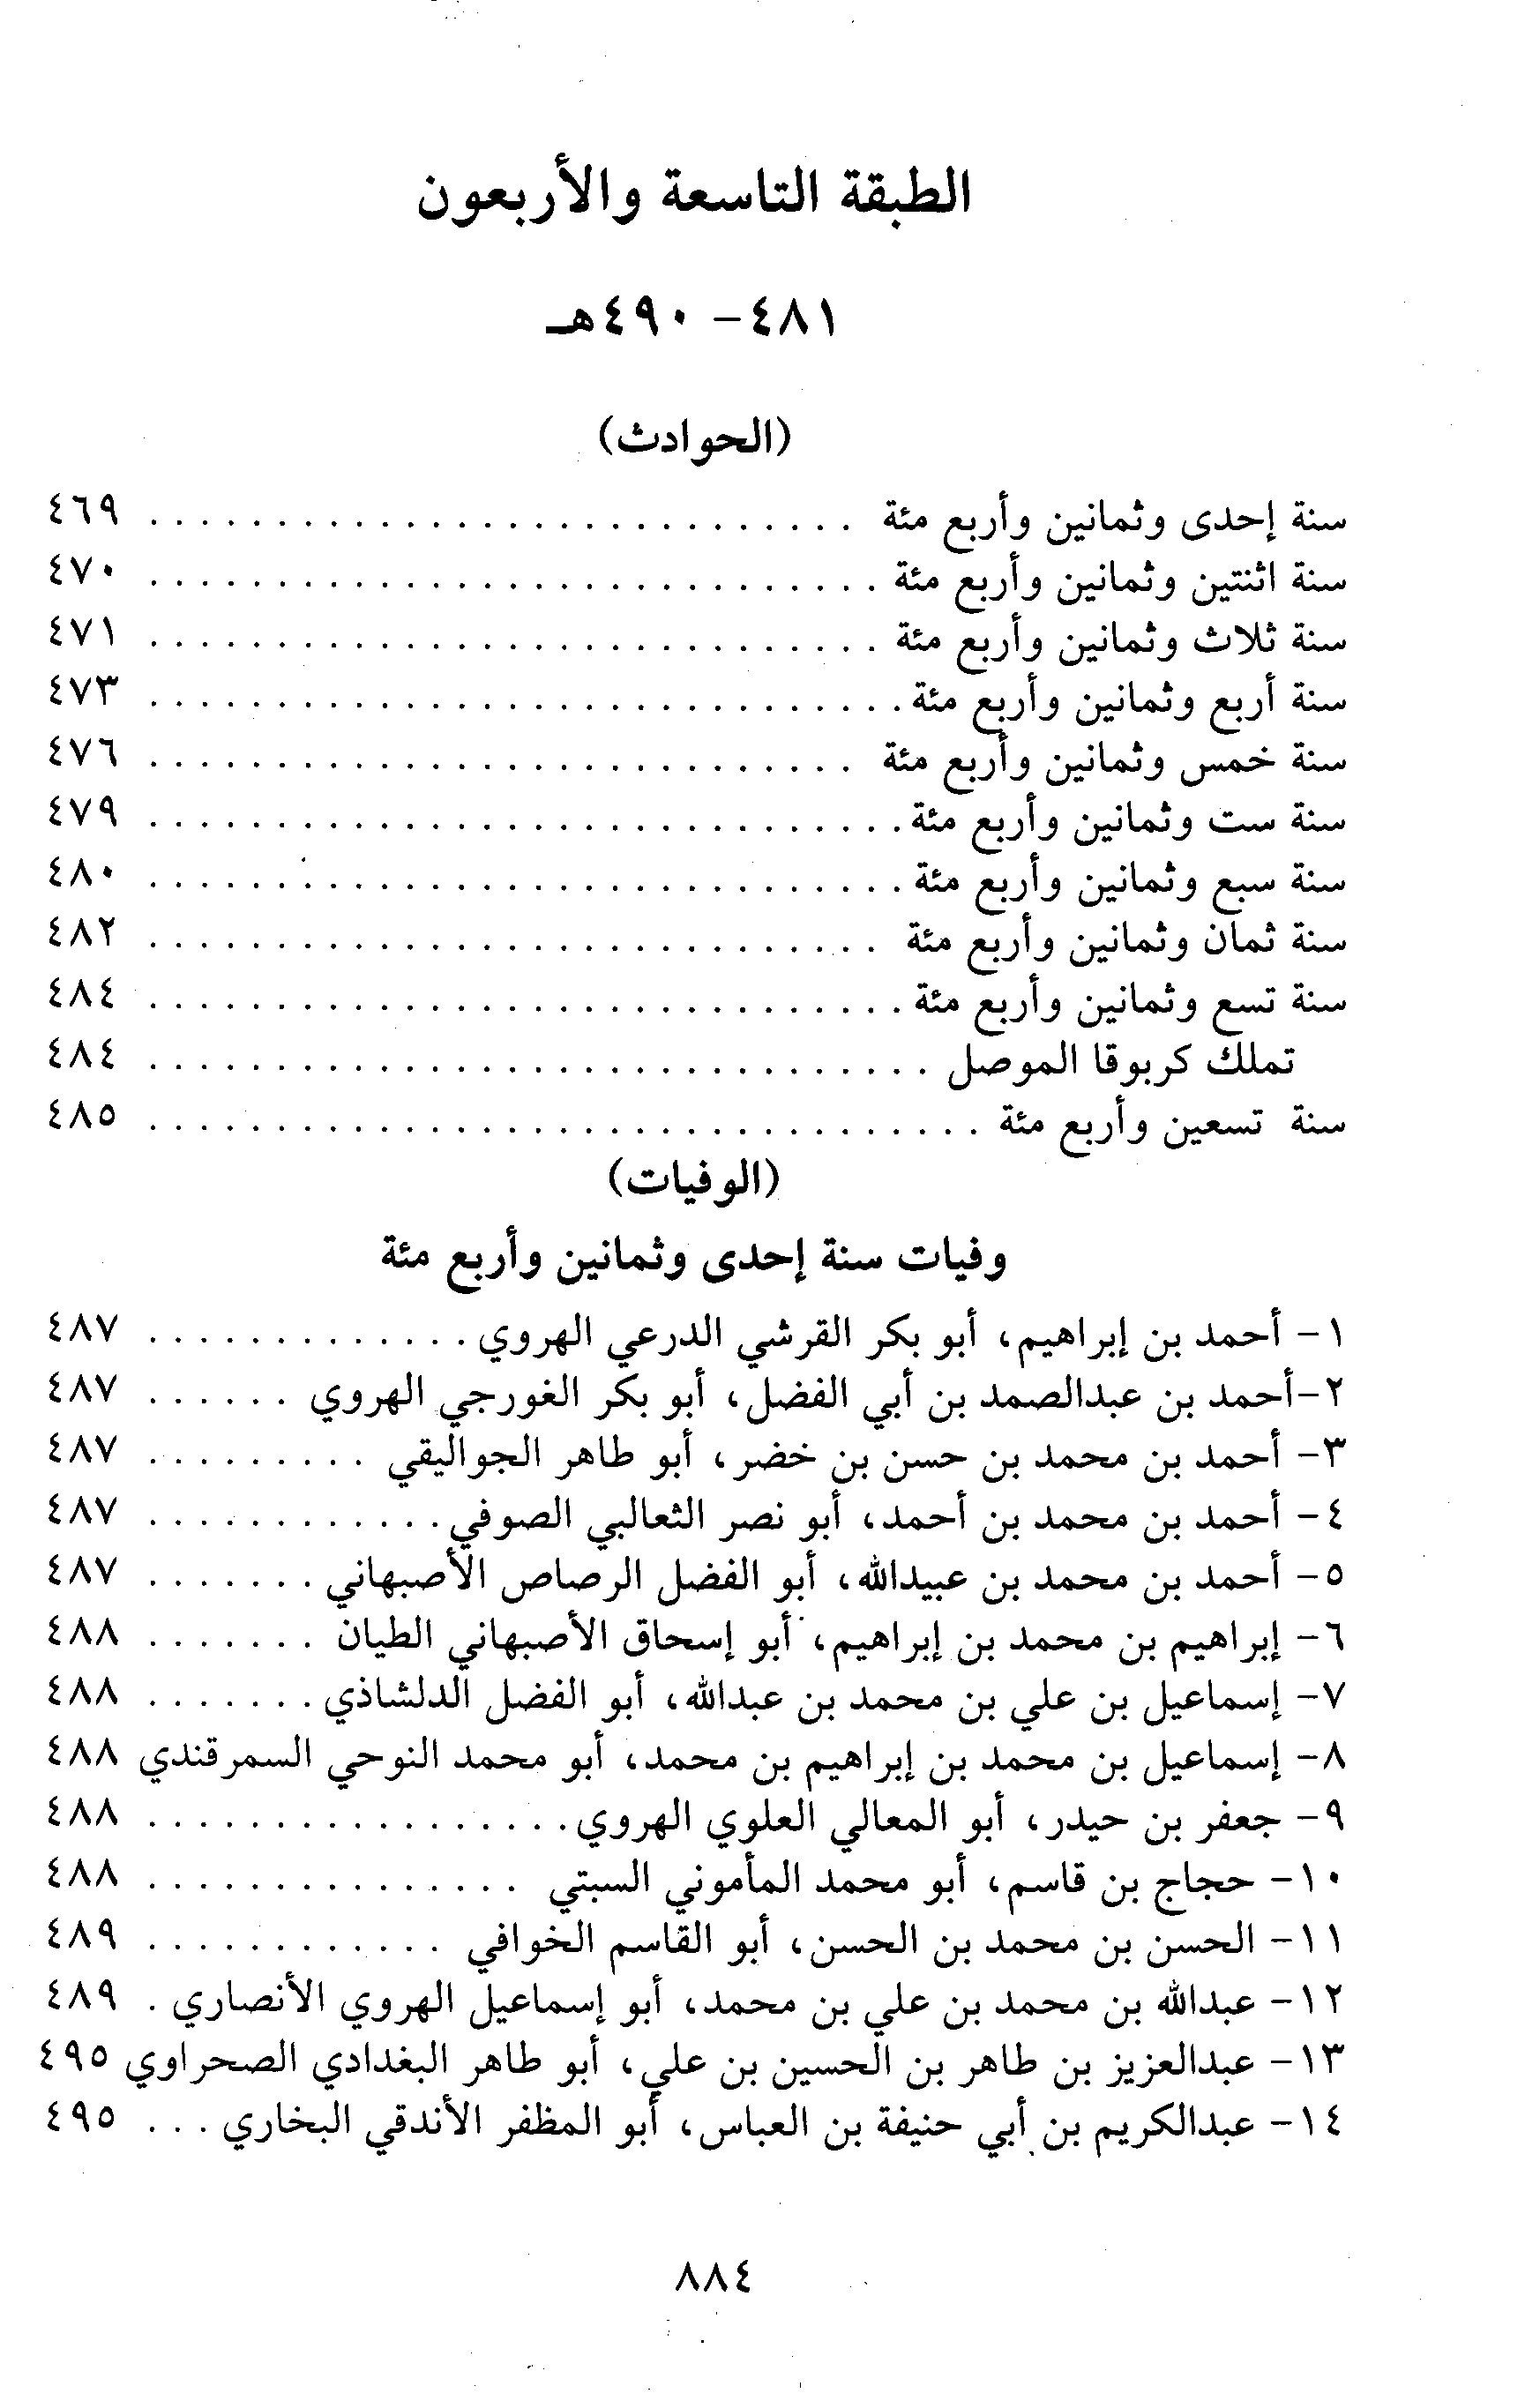 الطبقة التاسعة والأربعون
٤٨١- ٤٩٠هـ
(الحوادث)
سنة إحدى وثمانين وأربع مئة . . . . . . . . . . . . . . . . . . . . . . . . . . . . ٤٦٩
سنة اثنتين وثمانين وأربع مئة . . . . . . . . . . . . . . . . . . . . . . . . . . . . . ٤٧٠
سنة ثلاث وثمانين وأربع مئة . . . . . . . . . . . . . . . . . . . . . . . . . . . . . ٤٧١
سنة أربع وثمانين وأربع مئة . . . . . . . . . . . . . . . . . . . . . . . . . . . . . . ٤٧٣
سنة خمس وثمانين وأربع مئة . . . . . . . . . . . . . . . . . . . . . . . . . . . . ٤٧٦
سنة ست وثمانين وأربع مئة . . . . . . . . . . . . . . . . . . . . . . . . . . . . . . ٤٧٩
سنة سبع وثمانين وأربع مئة . . . . . . . . . . . . . . . . . . . . . . . . . . . . . . ٤٨٠
سنة ثمان وثمانين وأربع مئة . . . . . . . . . . . . . . . . . . . . . . . . . . . . . ٤٨٢
سنة تسع وثمانين وأربع مئة . . . . . . . . . . . . . . . . . . . . . . . . . . . . . . ٤٨٤
تملك كربوقا الموصل . . . . . . . . . . . . . . . . . . . . . . . . . . . . . . . ٤٨٤
سنة تسعين وأربع مئة . . . . . . . . . . . . . . . . . . . . . . . . . . . . . . . . . ٤٨٥
(الوفيات)
وفيات سنة إحدى وثمانين وأربع مئة
١- أحمد بن إبراهيم، أبو بكر القرشي الدرعي الهروي . . . . . . . . . . . . . ٤٨٧
٢-أحمد بن عبدالصمد بن أبي الفضل، أبو بكر الغورجي الهروي . . . . . . ٤٨٧
٣- أحمد بن محمد بن حسن بن خضر، أبو طاهر الجواليقي . . . . . . . . . ٤٨٧
٤- أحمد بن محمد بن أحمد، أبو نصر الثعالبي الصوفي . . . . . . . . . . . . ٤٨٧
٥- أحمد بن محمد بن عبيدالله، أبو الفضل الرصاص الأصبهاني . . . . . . . ٤٨٧
٦- إبراهيم بن محمد بن إبراهيم، أبو إسحاق الأصبهاني الطيان . . . . . . . ٤٨٨
٧- إسماعيل بن علي بن محمد بن عبدالله، أبو الفضل الدلشاذي . . . . . . . ٤٨٨
٨- إسماعيل بن محمد بن إبراهيم بن محمد، أبو محمد النوحي السمرقندي ٤٨٨
٩- جعفر بن حيدر، أبو المعالي العلوي الهروي . . . . . . . . . . . . . . . . . ٤٨٨
١٠- حجاج بن قاسم، أبو محمد المأموني السبتي . . . . . . . . . . . . . . . ٤٨٨
١١- الحسن بن محمد بن الحسن، أبو القاسم الخوافي . . . . . . . . . . . . ٤٨٩
١٢- عبدالله بن محمد بن علي بن محمد، أبو إسماعيل الهروي الأنصاري . ٤٨٩
١٣- عبدالعزيز بن طاهر بن الحسين بن علي، أبو طاهر البغدادي الصحراوي ٤٩٥
١٤- عبدالكريم بن أبي حنيفة بن العباس، أبو المظفر الأندقي البخاري . . . ٤٩٥
٨٨٤